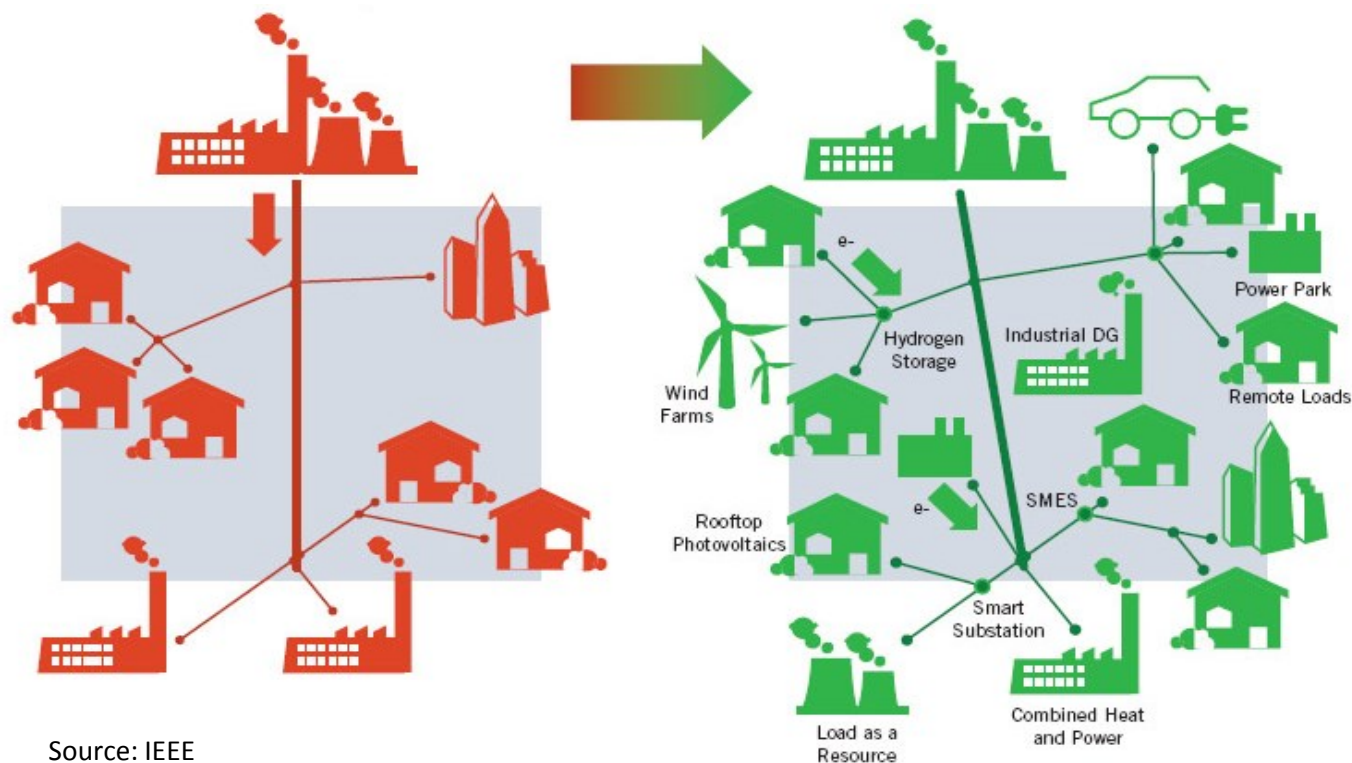 e-
Power Park
Hydrogen
Storage
Industrial DG
Wind
Farms
Remote Loads
SMES
e-
Rooftop
Photovoltaics
Smart
Substation
Load as a
Resource
Combined Heat
and Power
Source: IEEE